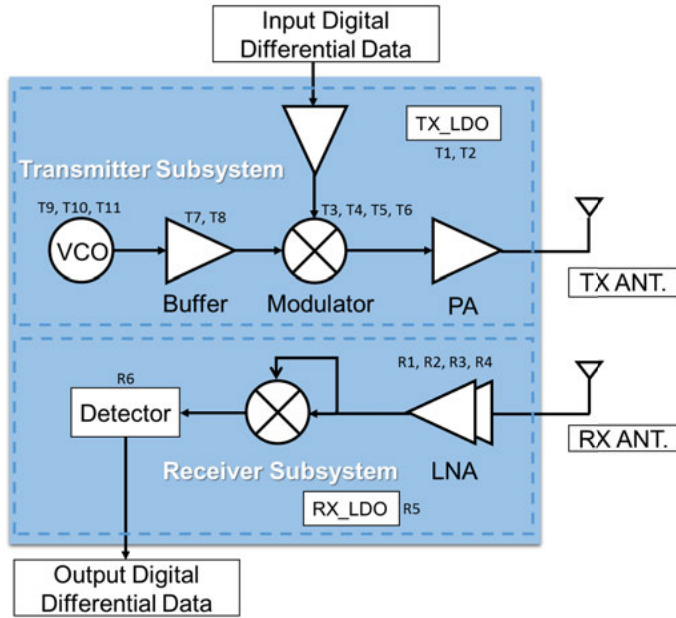 Input Digital
Differential Data
TX_LDO
T1, T2
Transmitter Subsystem
T9, T10, T11
T7, T8
T3, T4, T5, T6
VCO
Buffer
Modulator
PA
TX ANT.
R1, R2, R3, R4
R6
Detector
RX ANT.
Receiver Subsystem
LNA
RX_LDO
R5
Output Digital
Differential Data